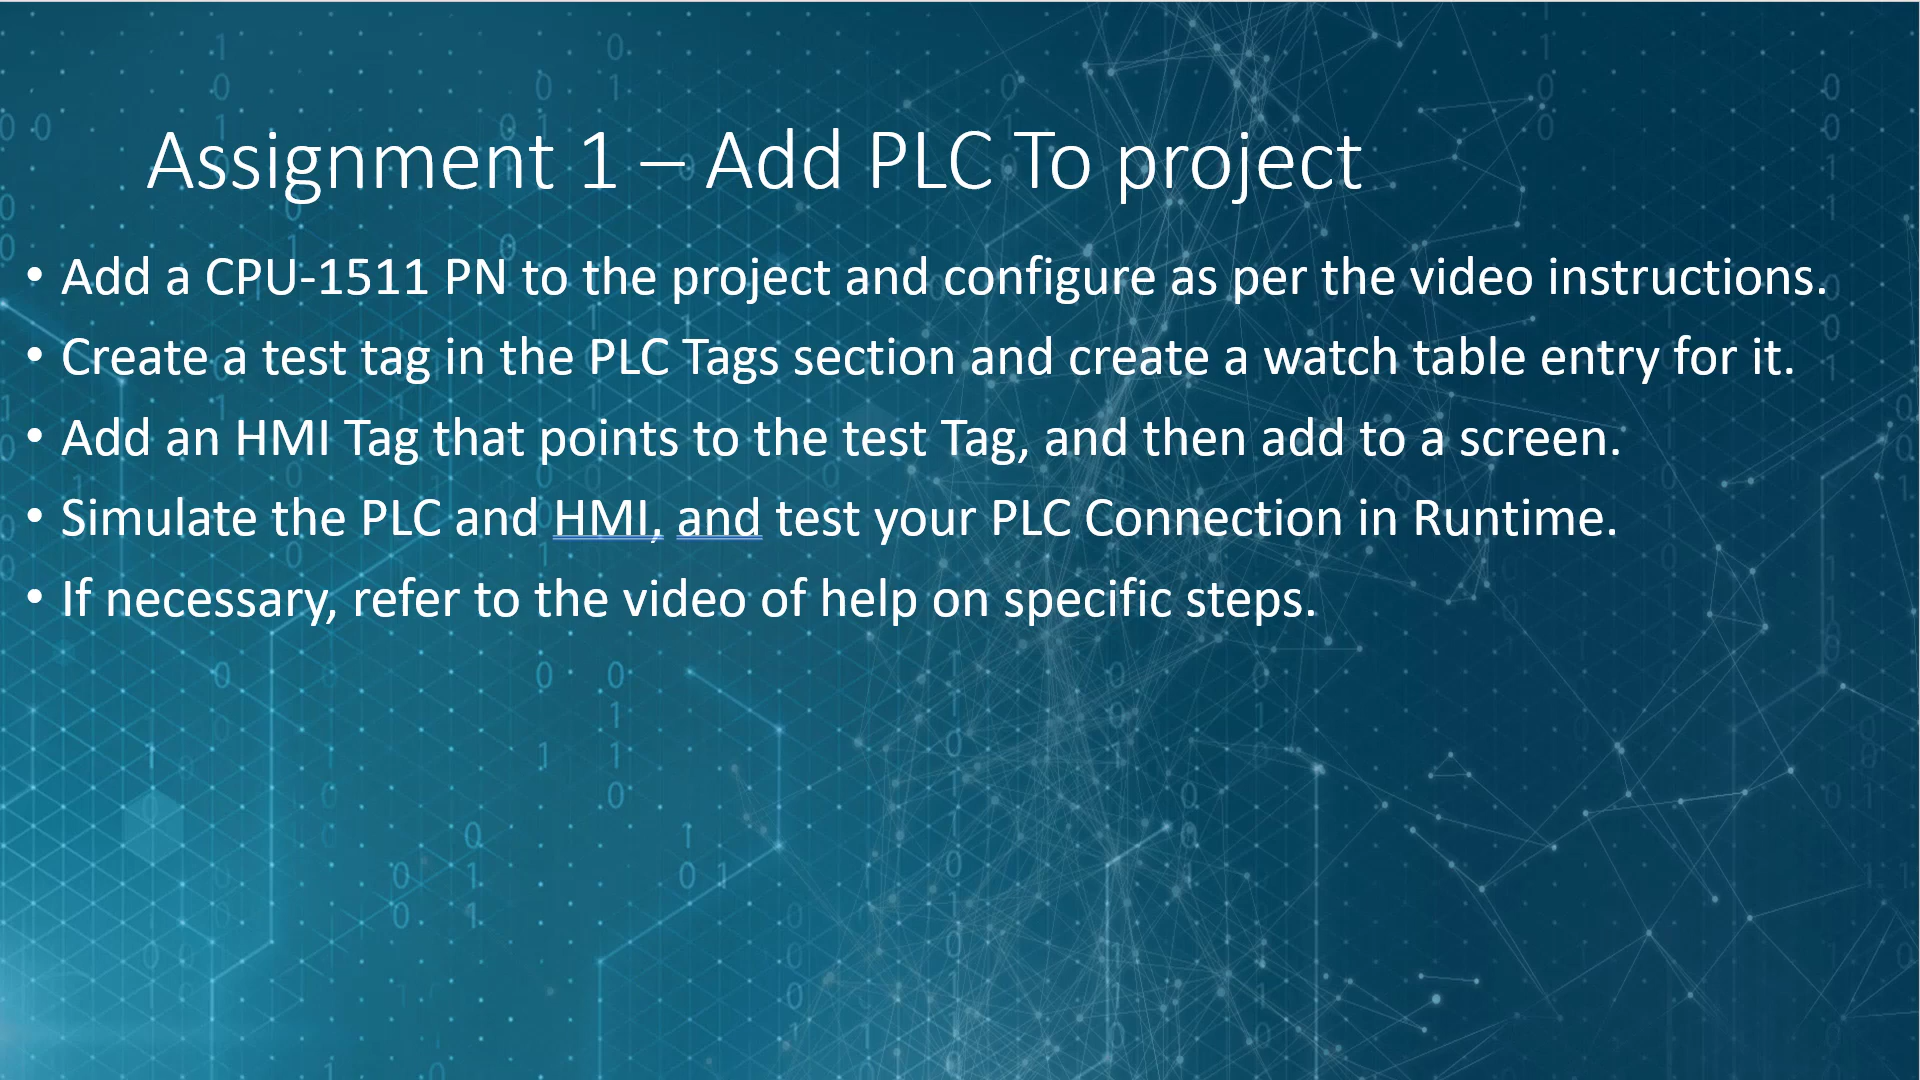 Assignment 1 – Add PLC To project
• Add a CPU-1511 PN to the project and configure as per the video instructions.
• Create a test tag in the PLC Tags section and create a watch table entry for it.
• Add an HMI Tag that points to the test Tag, and then add to a screen.
• Simulate the PLC and HMI, and test your PLC Connection in Runtime.
• If necessary, refer to the video of help on specific steps.